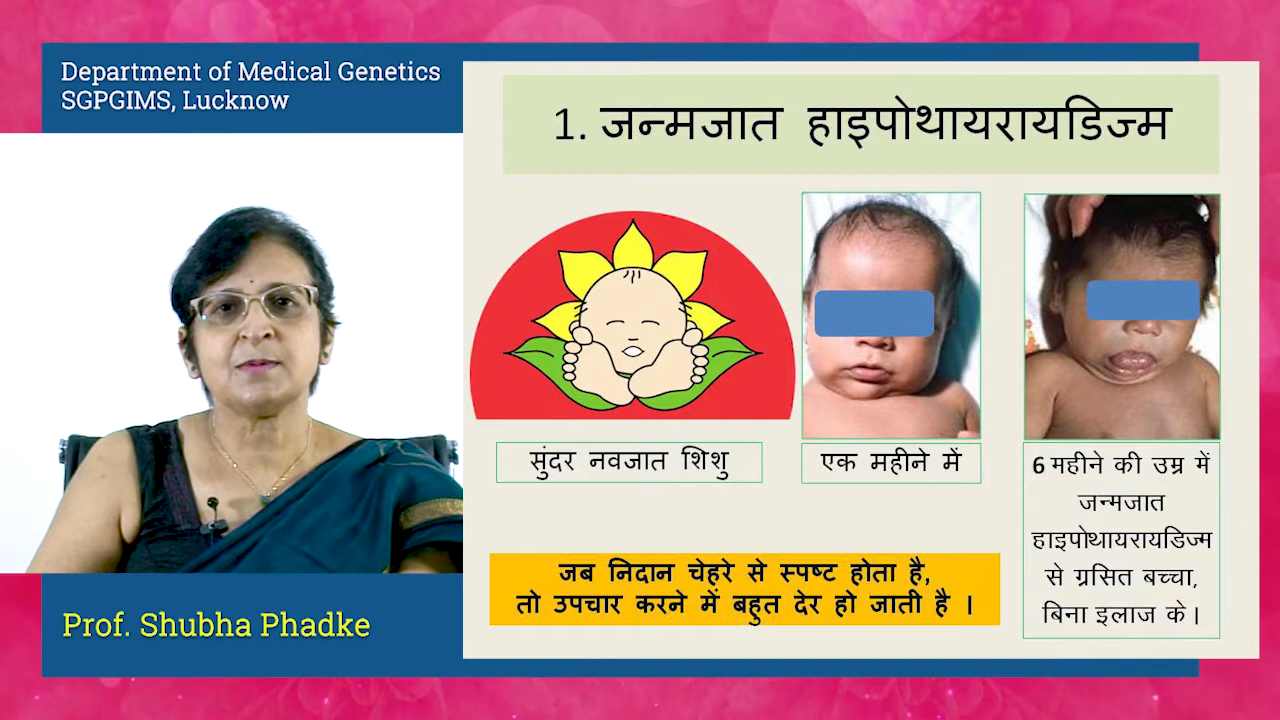 Department of Medical Genetics
SGPGIMS, Lucknow
1. जन्मजात हाइपोथायरायडिज्म
सुंदर नवजात शिशु
एक महीने में
6 महीने की उम्र में
जन्मजात
हाइपोथायरायडिज्म
से ग्रसित बच्चा,
बिना इलाज के ।
जब निदान चेहरे से स्पष्ट होता है,
तो उपचार करने में बहुत देर हो जाती है ।
Prof. Shubha Phadke